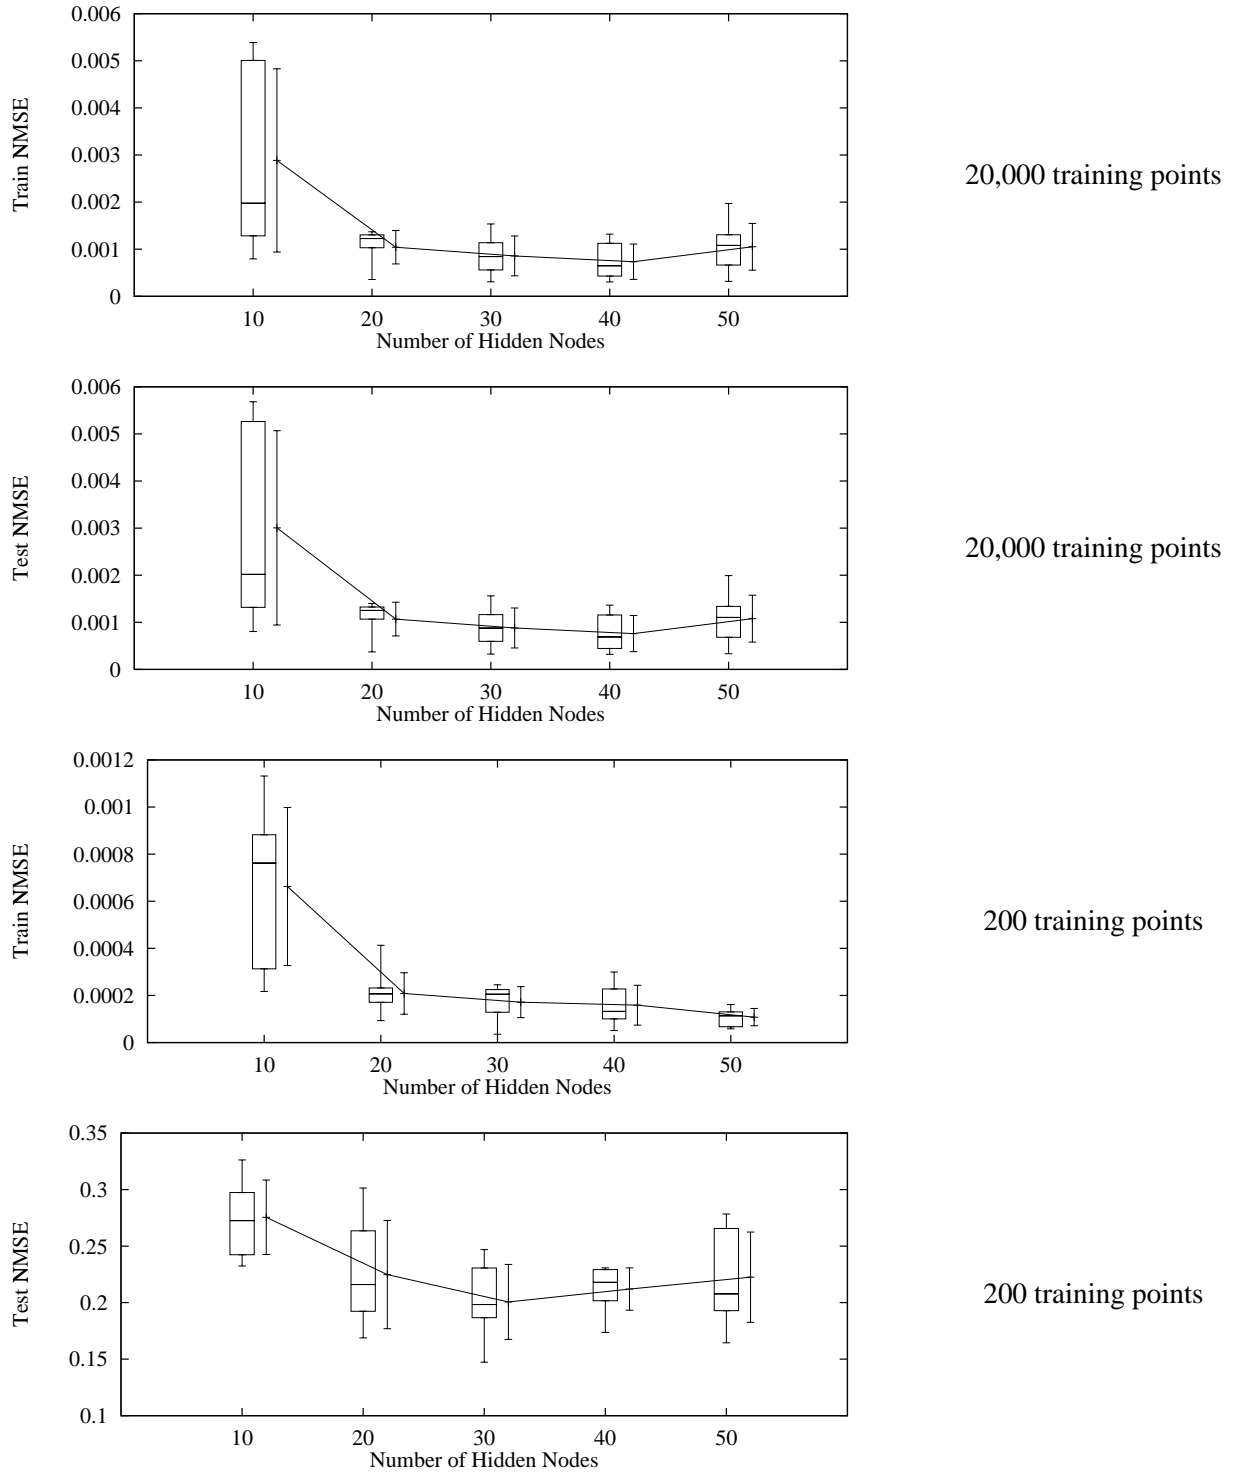 0.006
0.005
0.004
0.003
0.002
0.001
0
Train NMSE
10 20 30 40 50
Number of Hidden Nodes
20,000 training points
0.006
0.005
0.004
0.003
0.002
0.001
0
Test NMSE
10 20 30 40 50
Number of Hidden Nodes
20,000 training points
0.0012
0.001
0.0008
0.0006
0.0004
0.0002
0
Train NMSE
10 20 30 40 50
Number of Hidden Nodes
200 training points
0.35
0.3
0.25
0.2
0.15
0.1
Test NMSE
10 20 30 40 50
Number of Hidden Nodes
200 training points